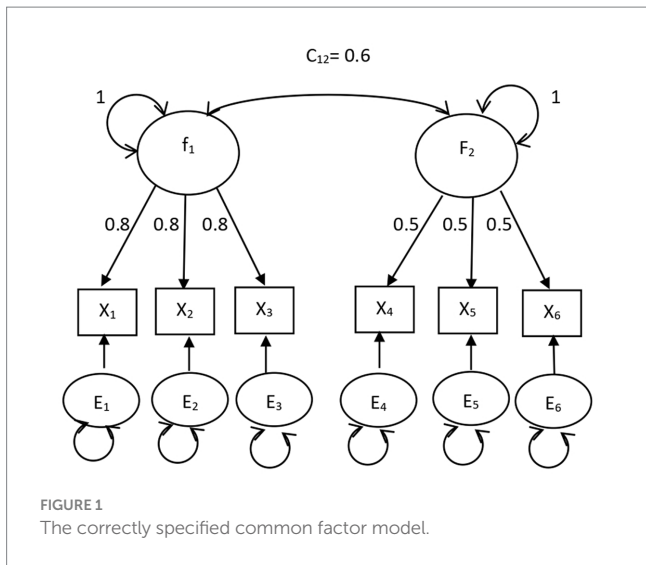 C₁₂= 0.6
1
1
f₁
F₂
0.8 0.8 0.8 0.5 0.5 0.5
X₁ X₂ X₃ X₄ X₅ X₆
E₁ E₂ E₃ E₄ E₅ E₆
FIGURE 1
The correctly specified common factor model.